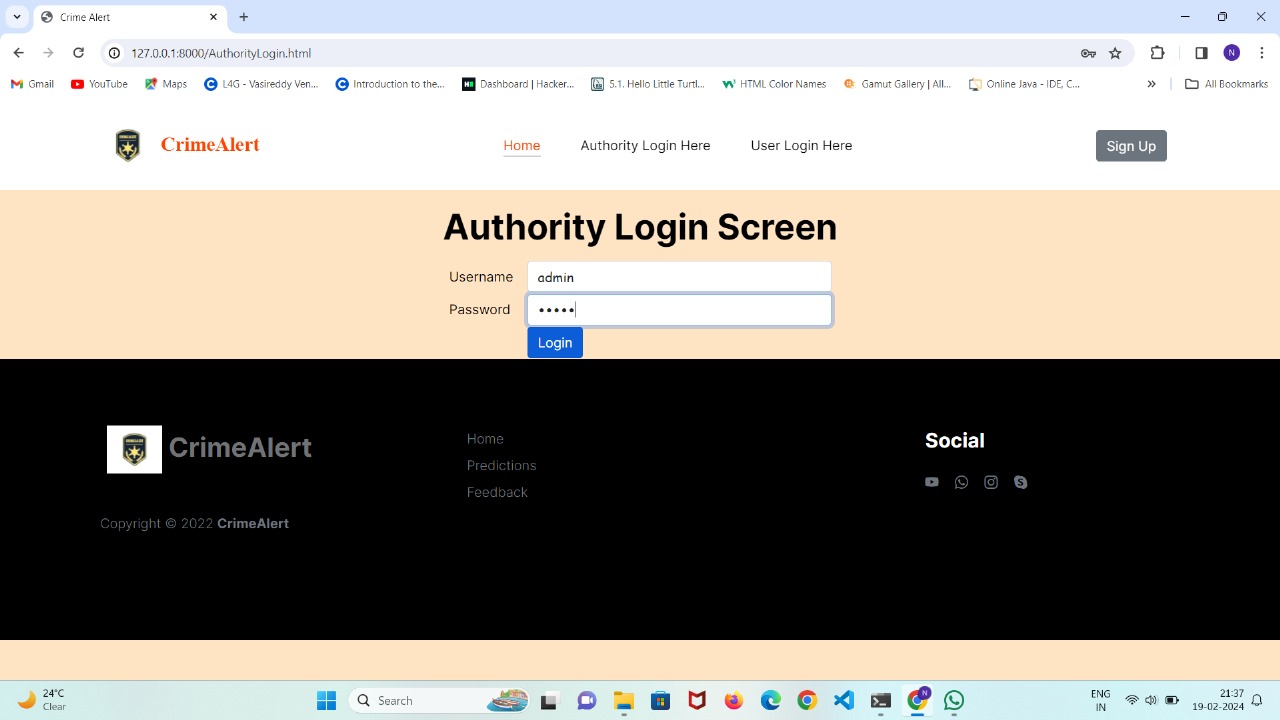 Crime Alert
127.0.0.1:8000/AuthorityLogin.html
N
Gmail YouTube Maps L4G - Vasireddy Ven... Introduction to the... Dashboard | Hacker... 5.1. Hello Little Turtl... HTML Color Names Gamut Gallery | All... Online Java - IDE, C... » All Bookmarks
CrimeAlert Home Authority Login Here User Login Here Sign Up
Authority Login Screen
Username admin
Password •••••
Login
CrimeAlert
Home
Predictions
Feedback
Social
Copyright © 2022 CrimeAlert
24°C
Clear
Search
N
ENG
IN
21:37
19-02-2024